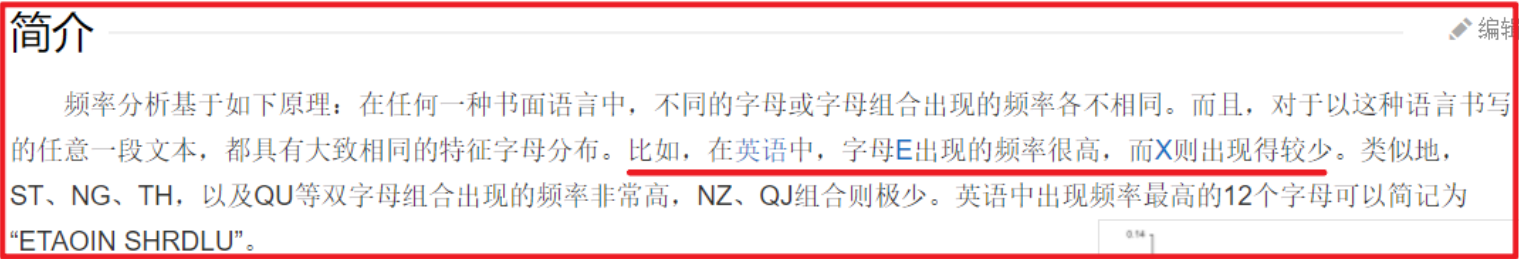 简介
编辑
频率分析基于如下原理：在任何一种书面语言中，不同的字母或字母组合出现的频率各不相同。而且，对于以这种语言书写
的任意一段文本，都具有大致相同的特征字母分布。比如，在英语中，字母E出现的频率很高，而X则出现得较少。类似地，
ST、NG、TH，以及QU等双字母组合出现的频率非常高，NZ、QJ组合则极少。英语中出现频率最高的12个字母可以简记为
“ETAOIN SHRDLU”。
0.14